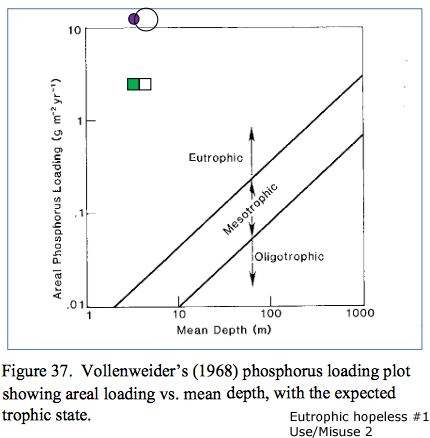 10
1
.1
.01
Areal Phosphorus Loading (g m⁻² yr⁻¹)
Eutrophic
Mesotrophic
Oligotrophic
1
10
100
1000
Mean Depth (m)
Figure 37. Vollenweider's (1968) phosphorus loading plot
showing areal loading vs. mean depth, with the expected
trophic state.
Eutrophic hopeless #1
Use/Misuse 2